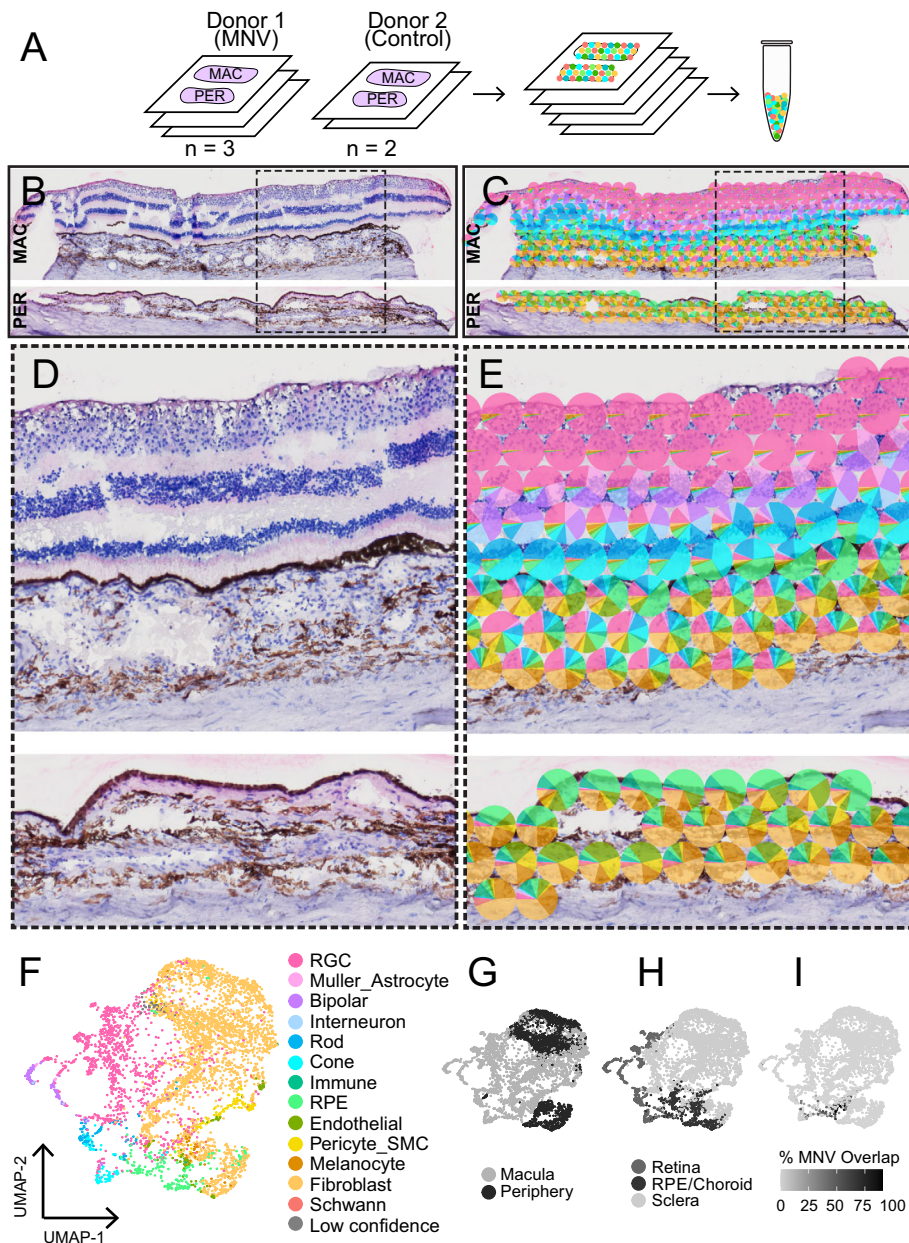 A
Donor 1
(MNV)
Donor 2
(Control)
MAC
PER
MAC
PER
n = 3
n = 2
B
C
MAC
PER
MAC
PER
D
E
F
RGC
Muller_Astrocyte
Bipolar
Interneuron
Rod
Cone
Immune
RPE
Endothelial
Pericyte_SMC
Melanocyte
Fibroblast
Schwann
Low confidence
UMAP-2
UMAP-1
G
Macula
Periphery
H
Retina
RPE/Choroid
Sclera
I
% MNV Overlap
0 25 50 75 100